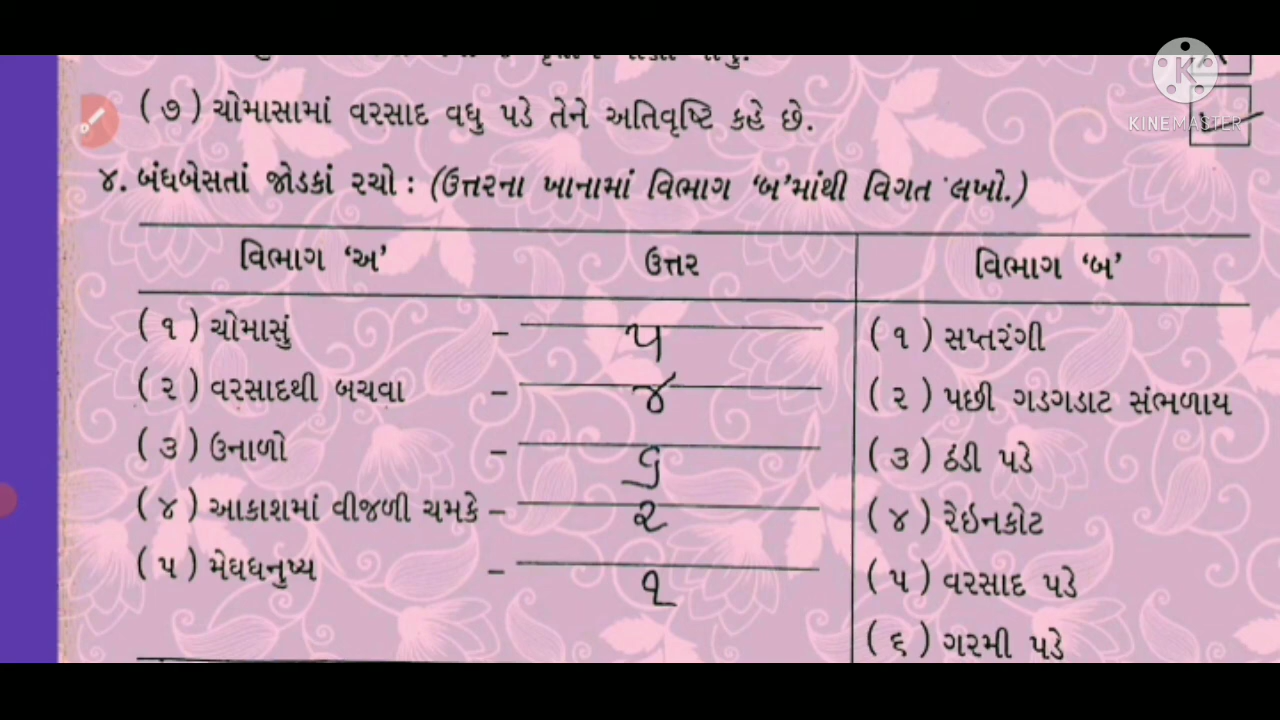 (૭) ચોમાસામાં વરસાદ વધુ પડે તેને અતિવૃષ્ટિ કહે છે.
KINEMASTER
૪. બંધબેસતાં જોડકાં રચો : (ઉત્તરના ખાનામાં વિભાગ ‘બ’માંથી વિગત લખો.)
વિભાગ ‘અ’ ઉત્તર વિભાગ ‘બ’
(૧) ચોમાસું – ૫ (૧) સપ્તરંગી
(૨) વરસાદથી બચવા – ૪ (૨) પછી ગડગડાટ સંભળાય
(૩) ઉનાળો – ૬ (૩) ઠંડી પડે
(૪) આકાશમાં વીજળી ચમકે – ૨ (૪) રેઇનકોટ
(૫) મેઘધનુષ્ય – ૧ (૫) વરસાદ પડે
(૬) ગરમી પડે